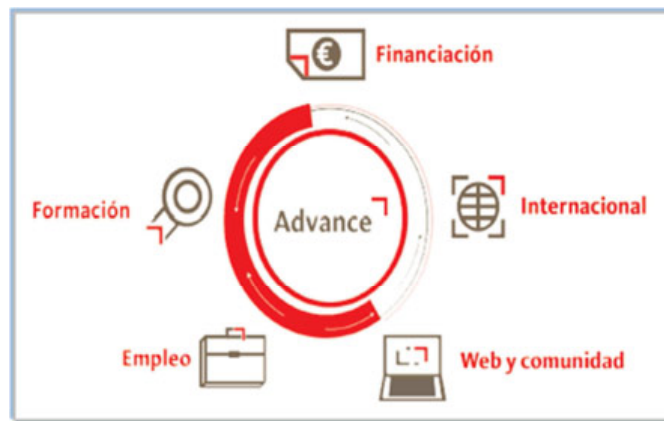 €
Financiación
Formación
Advance
Internacional
Empleo
Web y comunidad